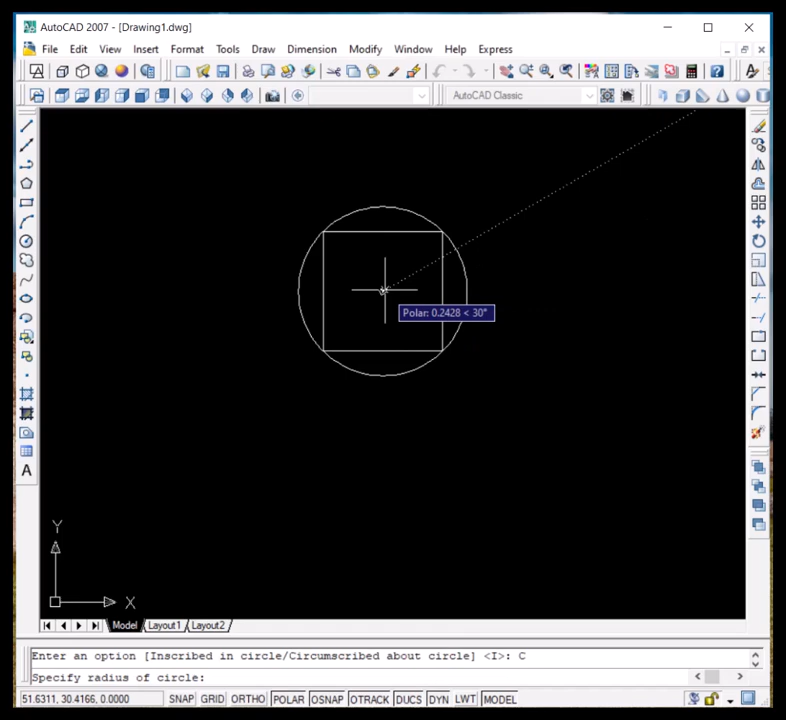 AutoCAD 2007 - [Drawing1.dwg]
File Edit View Insert Format Tools Draw Dimension Modify Window Help Express
AutoCAD Classic
Polar: 0.2428 < 30°
Y
X
Model Layout1 Layout2
Enter an option [Inscribed in circle/Circumscribed about circle] <I>: C
Specify radius of circle:
51.6311, 30.4166, 0.0000 SNAP GRID ORTHO POLAR OSNAP OTRACK DUCS DYN LWT MODEL